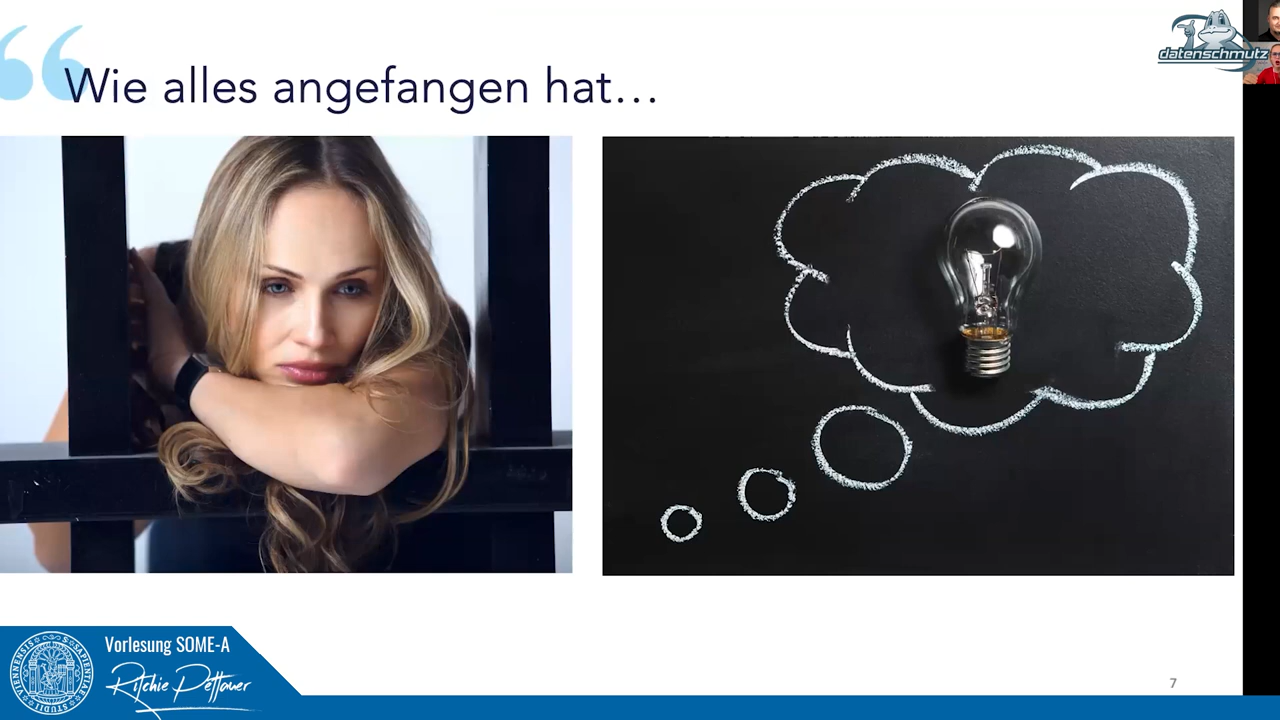 datenschmutz
Wie alles angefangen hat...
Vorlesung SOME-A
Ritchie Pettauer
7